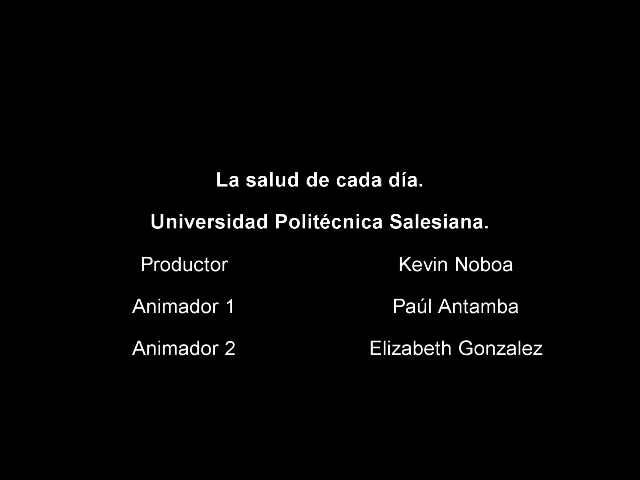 La salud de cada día.
Universidad Politécnica Salesiana.
Productor Kevin Noboa
Animador 1 Paúl Antamba
Animador 2 Elizabeth Gonzalez